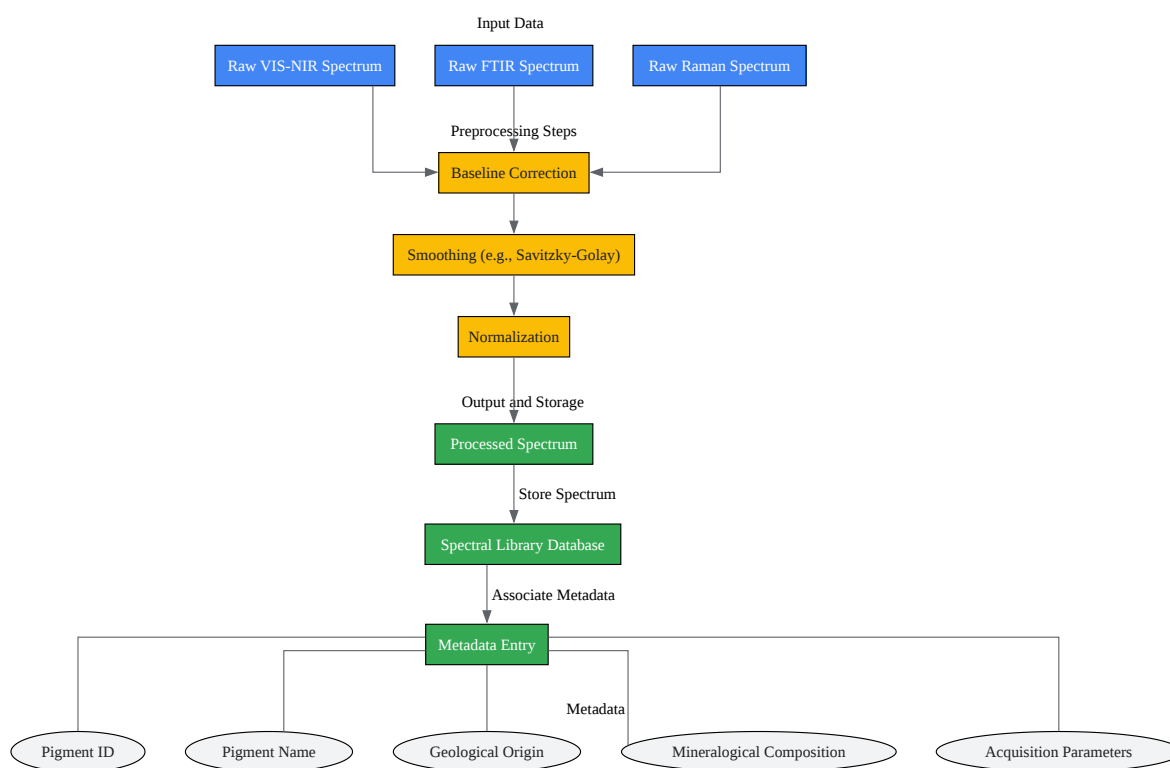 Input Data
Raw VIS-NIR Spectrum
Raw FTIR Spectrum
Raw Raman Spectrum
Preprocessing Steps
Baseline Correction
Smoothing (e.g., Savitzky-Golay)
Normalization
Output and Storage
Processed Spectrum
Store Spectrum
Spectral Library Database
Associate Metadata
Metadata Entry
Metadata
Pigment ID
Pigment Name
Geological Origin
Mineralogical Composition
Acquisition Parameters